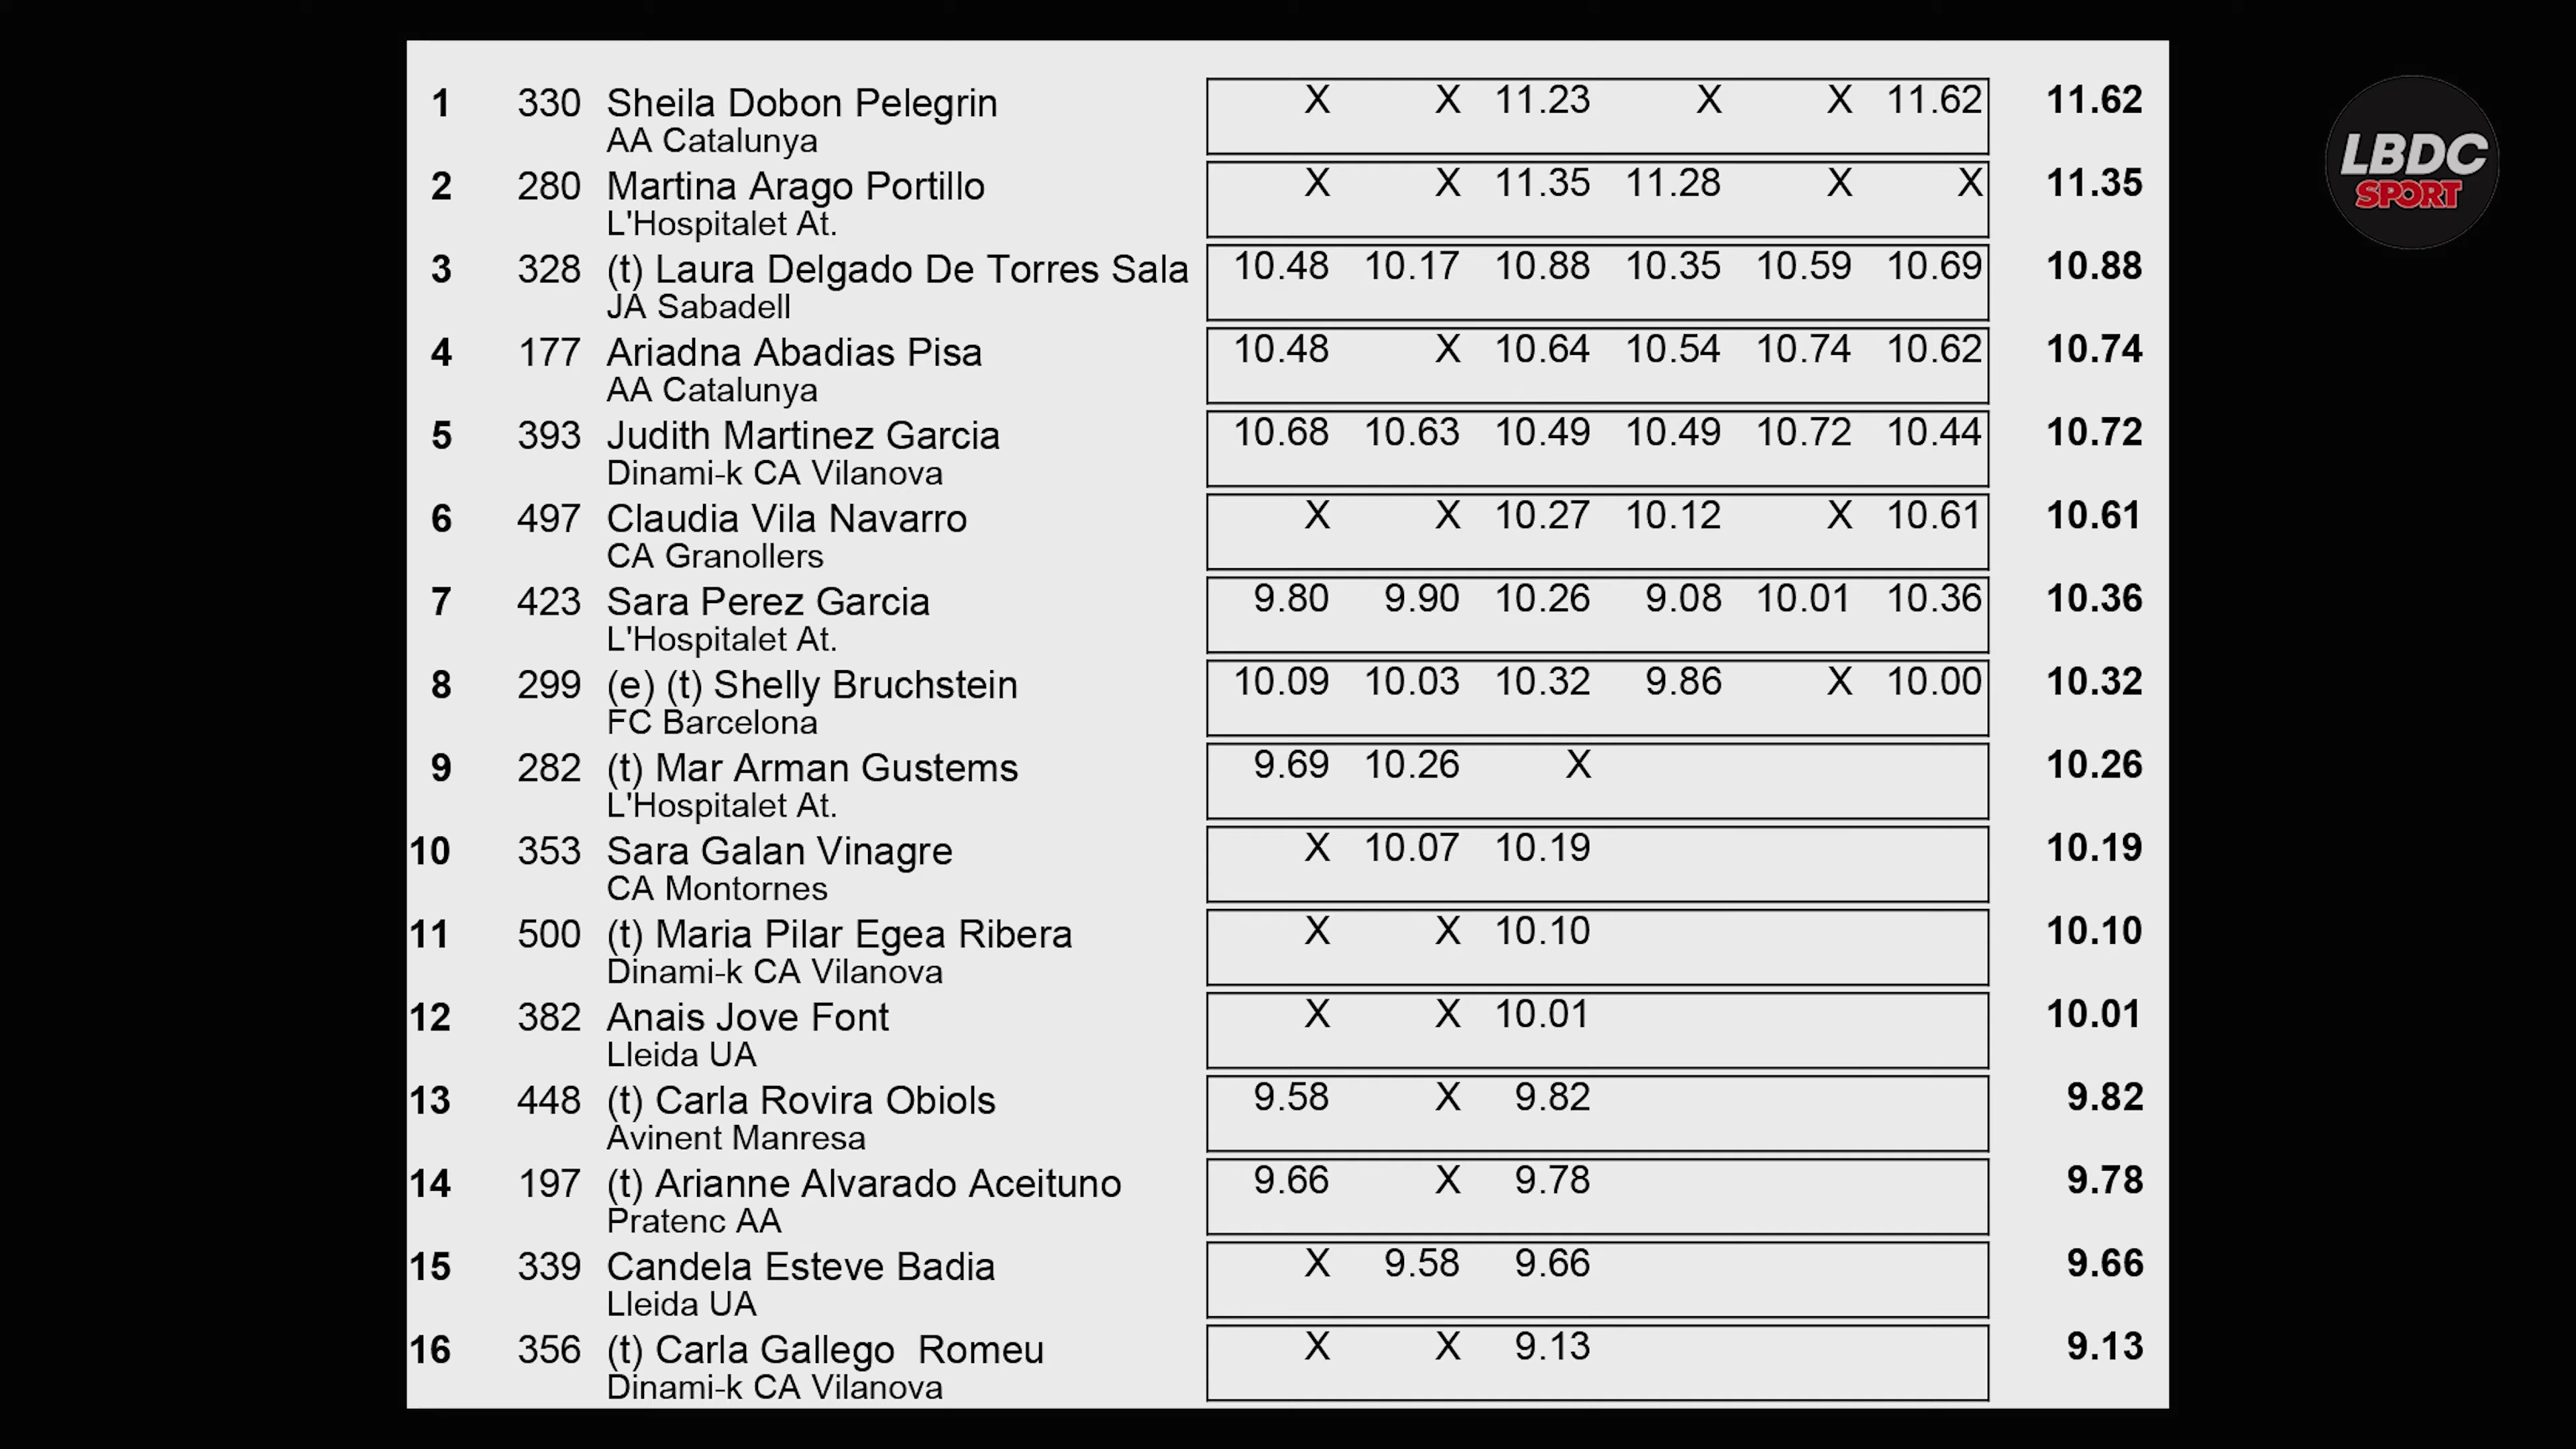 1 330 Sheila Dobon Pelegrin X X 11.23 X X 11.62 11.62
AA Catalunya
2 280 Martina Arago Portillo X X 11.35 11.28 X X 11.35
L'Hospitalet At.
3 328 (t) Laura Delgado De Torres Sala 10.48 10.17 10.88 10.35 10.59 10.69 10.88
JA Sabadell
4 177 Ariadna Abadias Pisa 10.48 X 10.64 10.54 10.74 10.62 10.74
AA Catalunya
5 393 Judith Martinez Garcia 10.68 10.63 10.49 10.49 10.72 10.44 10.72
Dinami-k CA Vilanova
6 497 Claudia Vila Navarro X X 10.27 10.12 X 10.61 10.61
CA Granollers
7 423 Sara Perez Garcia 9.80 9.90 10.26 9.08 10.01 10.36 10.36
L'Hospitalet At.
8 299 (e) (t) Shelly Bruchstein 10.09 10.03 10.32 9.86 X 10.00 10.32
FC Barcelona
9 282 (t) Mar Arman Gustems 9.69 10.26 X 10.26
L'Hospitalet At.
10 353 Sara Galan Vinagre X 10.07 10.19 10.19
CA Montornes
11 500 (t) Maria Pilar Egea Ribera X X 10.10 10.10
Dinami-k CA Vilanova
12 382 Anais Jove Font X X 10.01 10.01
Lleida UA
13 448 (t) Carla Rovira Obiols 9.58 X 9.82 9.82
Avinent Manresa
14 197 (t) Arianne Alvarado Aceituno 9.66 X 9.78 9.78
Pratenc AA
15 339 Candela Esteve Badia X 9.58 9.66 9.66
Lleida UA
16 356 (t) Carla Gallego  Romeu X X 9.13 9.13
Dinami-k CA Vilanova
LBDC
SPORT